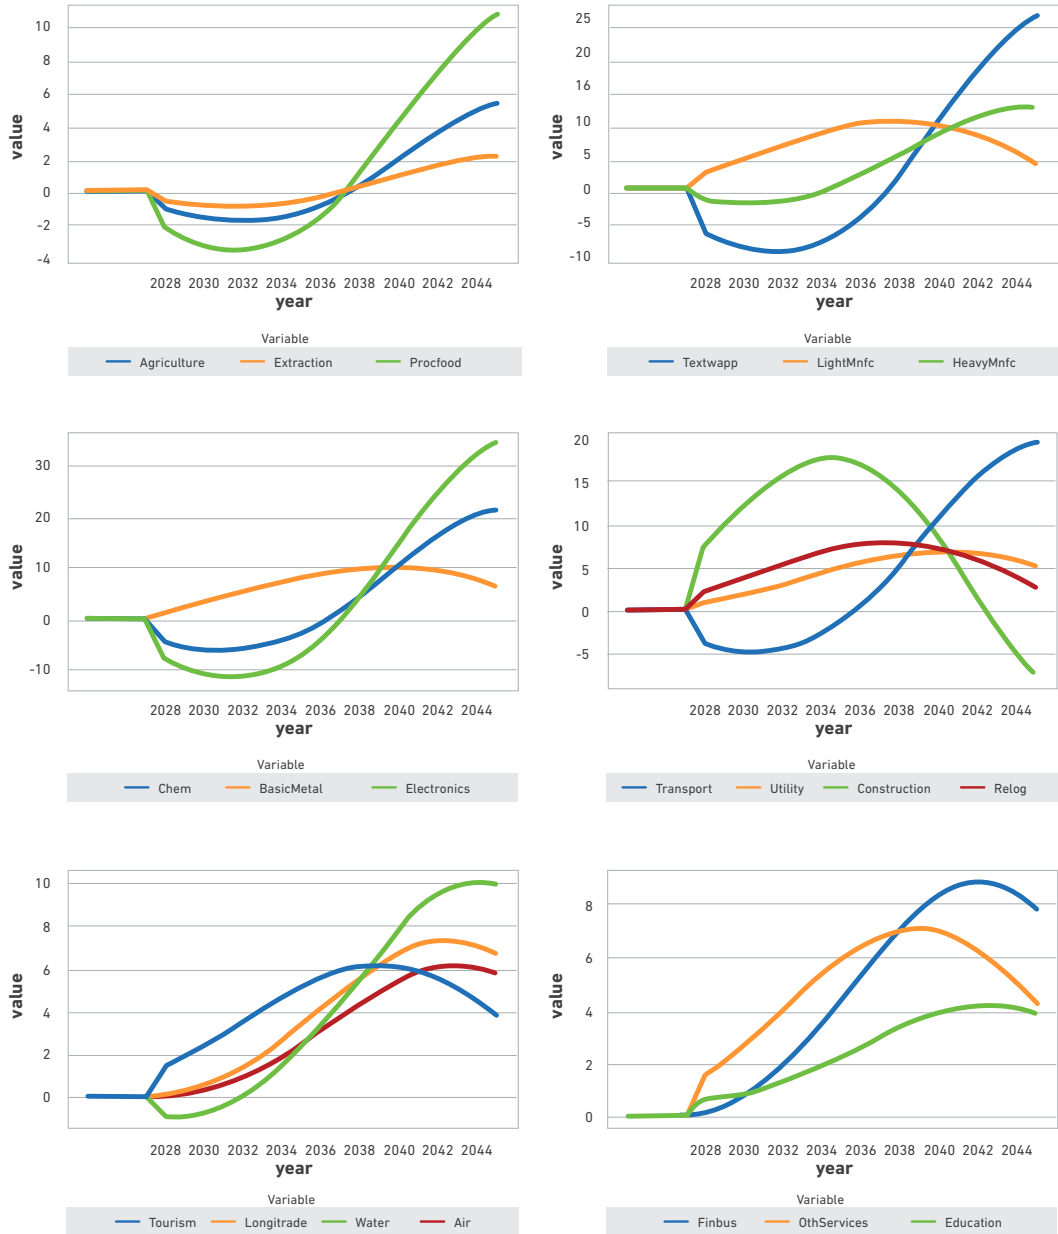 10
8
6
4
2
0
-2
-4
value
2028 2030 2032 2034 2036 2038 2040 2042 2044
year
Variable
Agriculture Extraction Procfood
25
20
16
10
5
0
-5
-10
value
2028 2030 2032 2034 2036 2038 2040 2042 2044
year
Variable
Textwapp LightMnfc HeavyMnfc
30
20
10
0
-10
value
2028 2030 2032 2034 2036 2038 2040 2042 2044
year
Variable
Chem BasicMetal Electronics
20
15
10
5
0
-5
value
2028 2030 2032 2034 2036 2038 2040 2042 2044
year
Variable
Transport Utility Construction Relog
10
8
6
4
2
0
value
2028 2030 2032 2034 2036 2038 2040 2042 2044
year
Variable
Tourism Longitrade Water Air
8
6
4
2
0
value
2028 2030 2032 2034 2036 2038 2040 2042 2044
year
Variable
Finbus OthServices Education